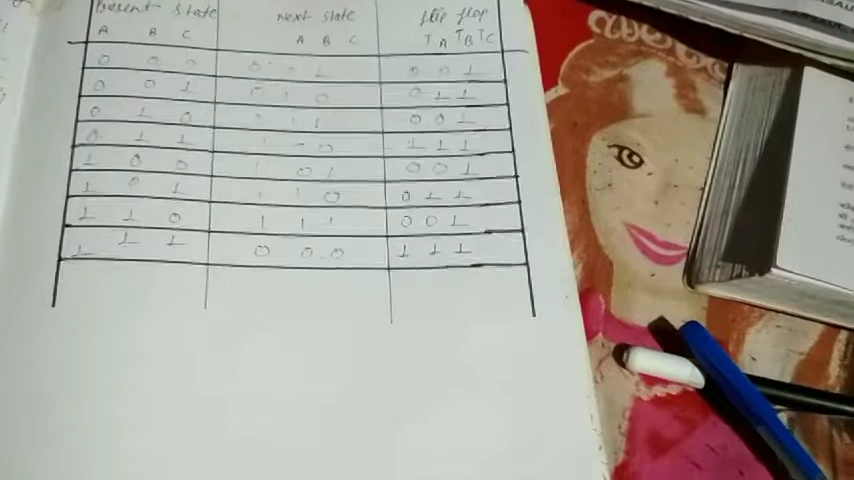 Present state next state flip flop
A B C A B C TA TB TC
0 0 0 0 0 1 0 0 1
0 0 1 0 1 0 0 1 1
0 1 0 0 1 1 0 0 1
0 1 1 1 0 0 1 1 1
1 0 0 1 0 1 0 0 1
1 0 1 1 1 0 0 1 1
1 1 0 1 1 1 0 0 1
1 1 1 0 0 0 1 1 1